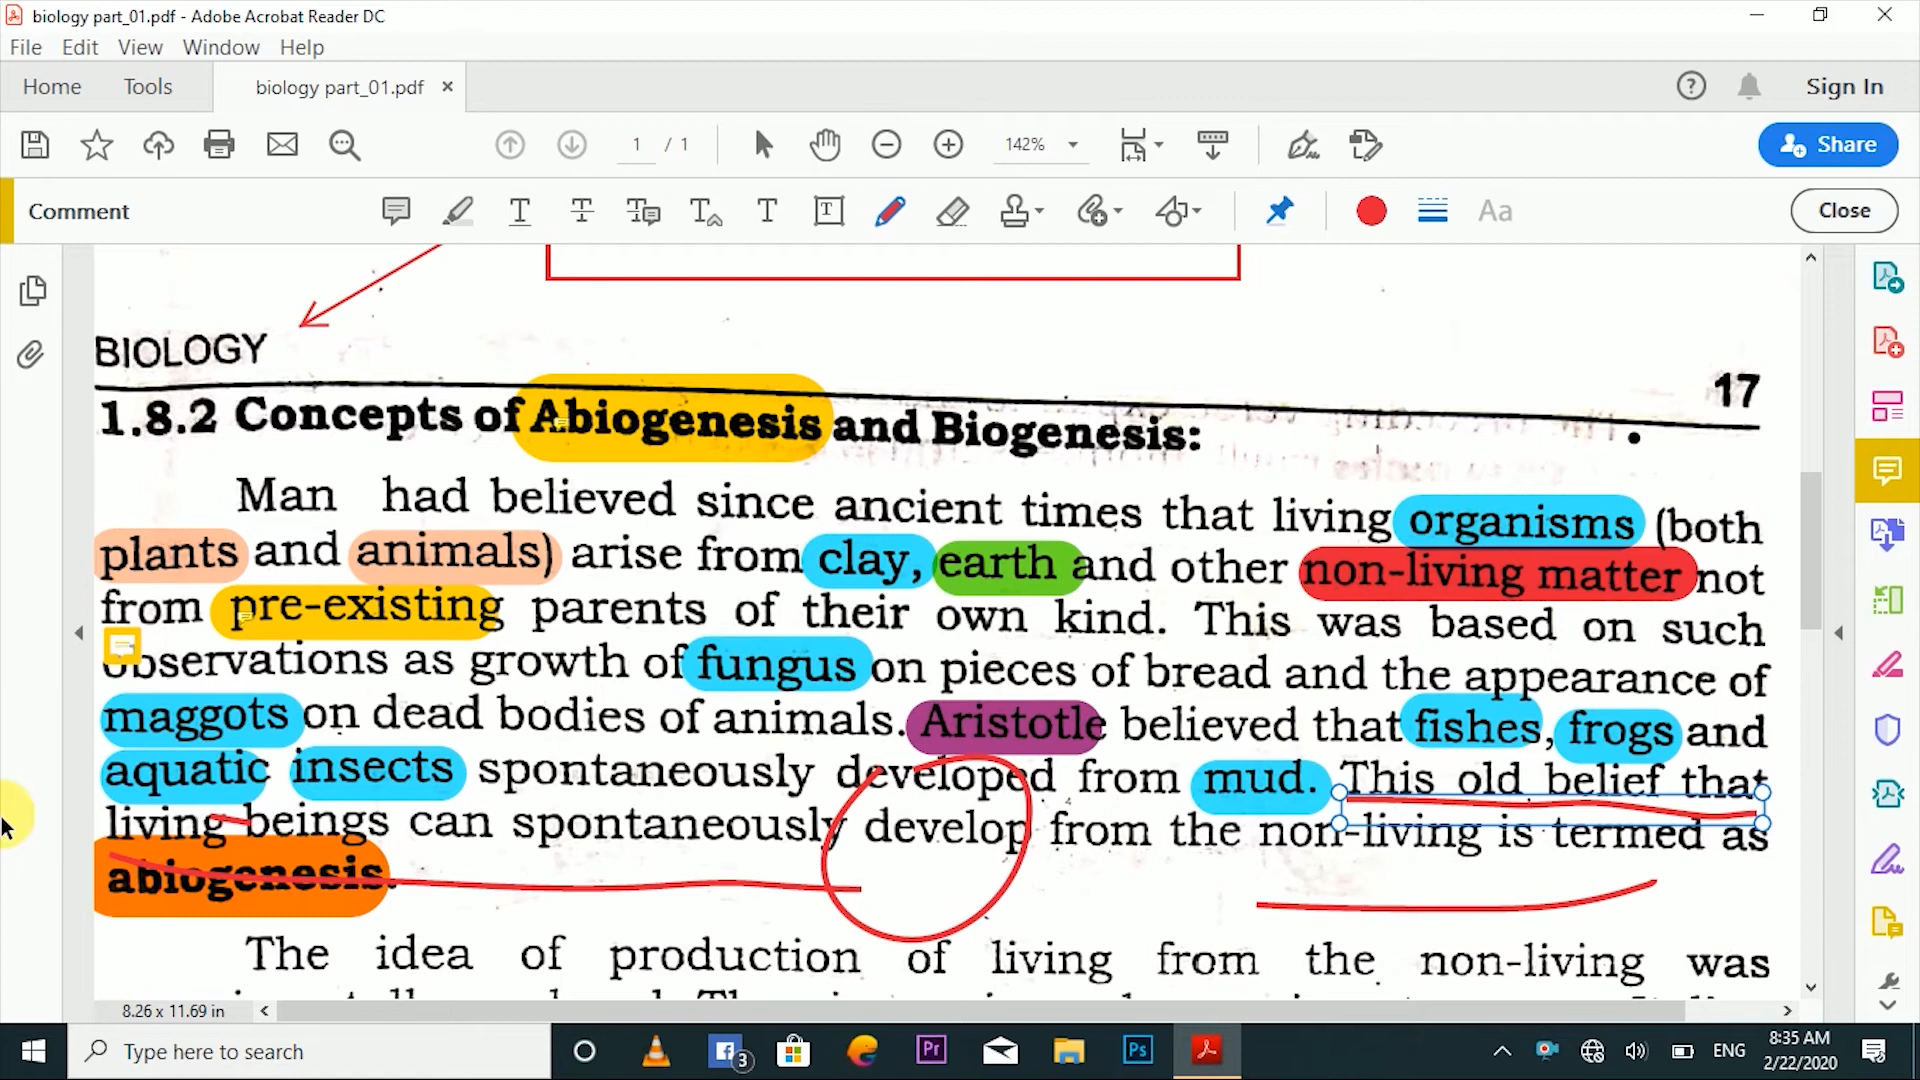 biology part_01.pdf - Adobe Acrobat Reader DC
File Edit View Window Help
Home Tools biology part_01.pdf × Sign In
1 / 1 142% Share
Comment Aa Close
BIOLOGY 17
1.8.2 Concepts of Abiogenesis and Biogenesis:
Man had believed since ancient times that living organisms (both
plants and animals) arise from clay, earth and other non-living matter not
from pre-existing parents of their own kind. This was based on such
observations as growth of fungus on pieces of bread and the appearance of
maggots on dead bodies of animals. Aristotle believed that fishes, frogs and
aquatic insects spontaneously developed from mud. This old belief that
living beings can spontaneously develop from the non-living is termed as
abiogenesis.
The idea of production of living from the non-living was
8.26 x 11.69 in
Type here to search 3 Pr Ps ENG 8:35 AM
2/22/2020